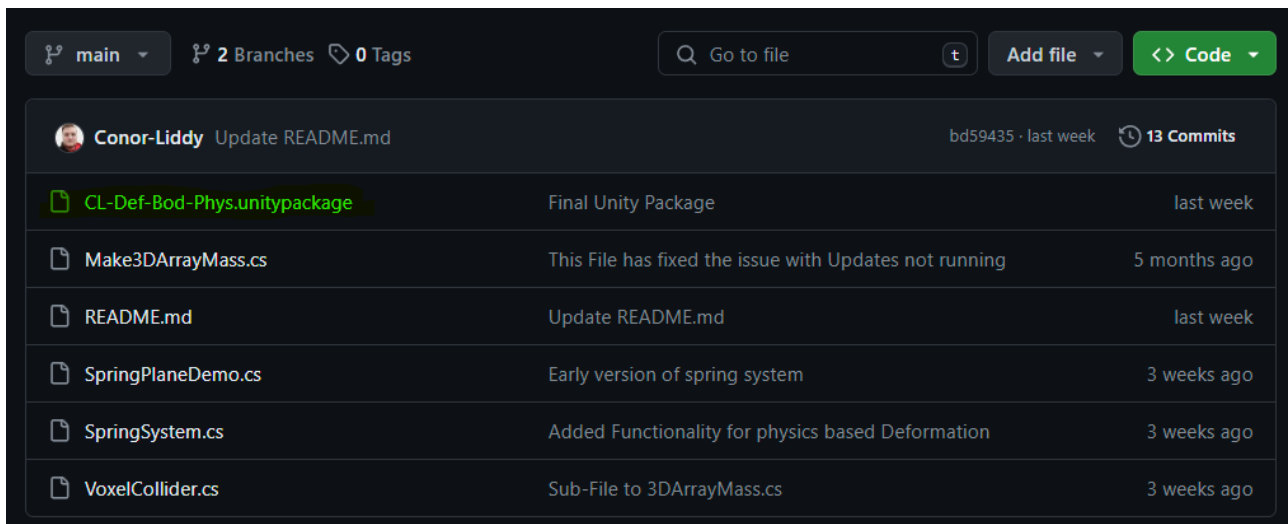 main 2 Branches 0 Tags Go to file t Add file <> Code
Conor-Liddy Update README.md bd59435 · last week 13 Commits
CL-Def-Bod-Phys.unitypackage Final Unity Package last week
Make3DArrayMass.cs This File has fixed the issue with Updates not running 5 months ago
README.md Update README.md last week
SpringPlaneDemo.cs Early version of spring system 3 weeks ago
SpringSystem.cs Added Functionality for physics based Deformation 3 weeks ago
VoxelCollider.cs Sub-File to 3DArrayMass.cs 3 weeks ago